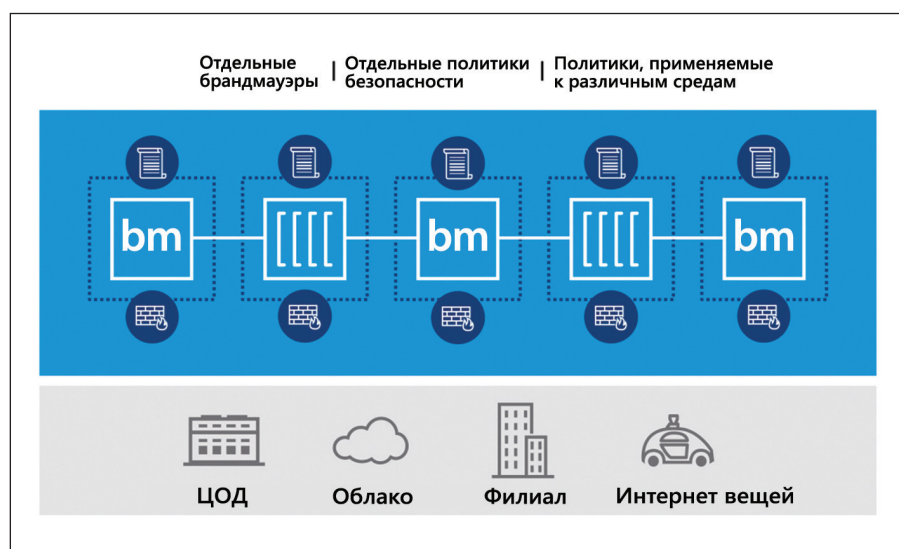 Отдельные
брандмауэры
Отдельные политики
безопасности
Политики, применяемые
к различным средам
bm
bm
bm
ЦОД
Облако
Филиал
Интернет вещей